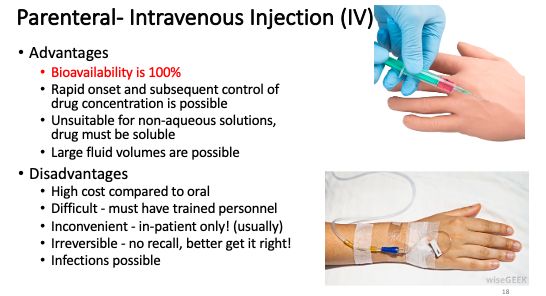 Parenteral- Intravenous Injection (IV)
• Advantages
• Bioavailability is 100%
• Rapid onset and subsequent control of
drug concentration is possible
• Unsuitable for non-aqueous solutions,
drug must be soluble
• Large fluid volumes are possible
• Disadvantages
• High cost compared to oral
• Difficult - must have trained personnel
• Inconvenient - in-patient only! (usually)
• Irreversible - no recall, better get it right!
• Infections possible
wiseGEEK
18